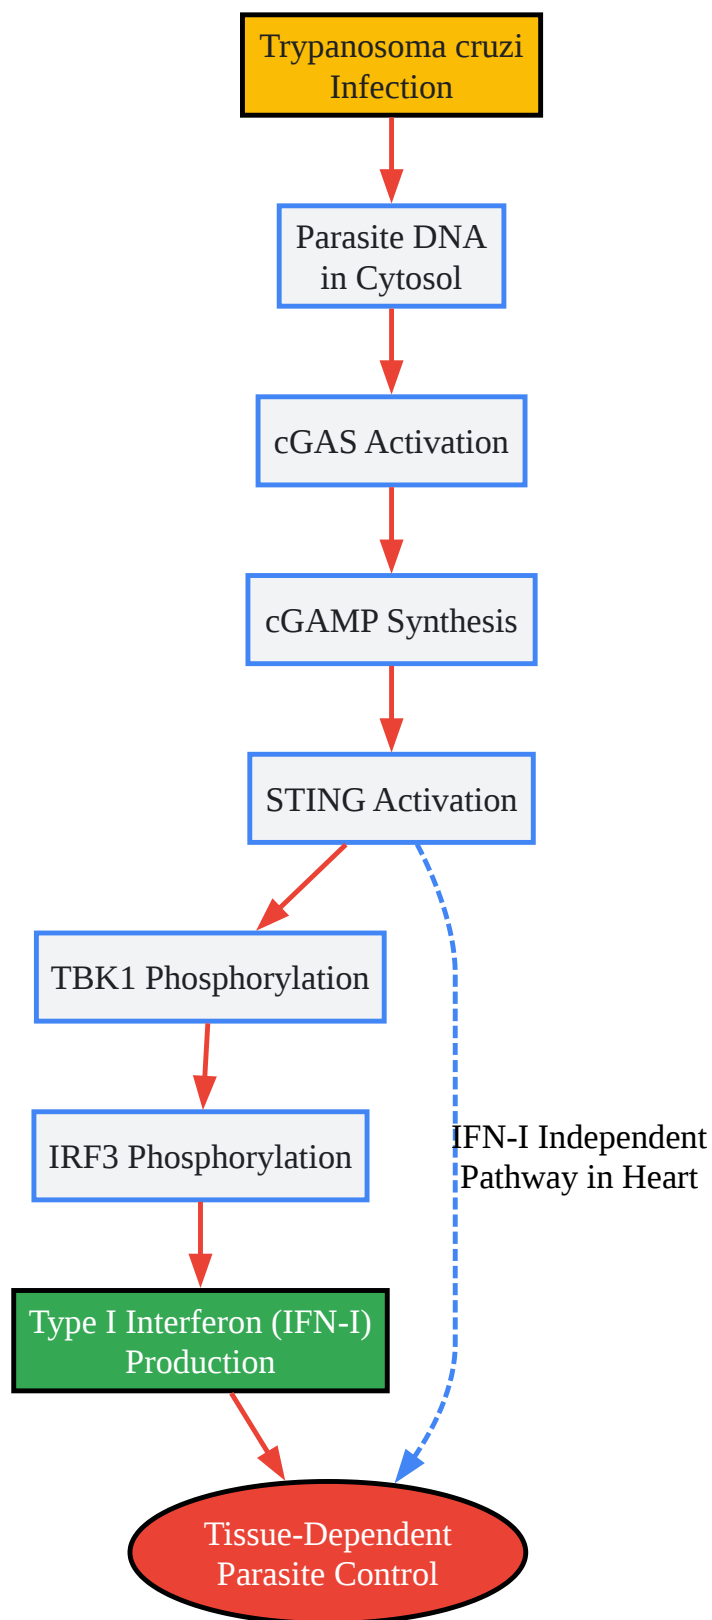 Trypanosoma cruzi
Infection
Parasite DNA
in Cytosol
cGAS Activation
cGAMP Synthesis
STING Activation
TBK1 Phosphorylation
IFN-I Independent
Pathway in Heart
IRF3 Phosphorylation
Type I Interferon (IFN-I)
Production
Tissue-Dependent
Parasite Control